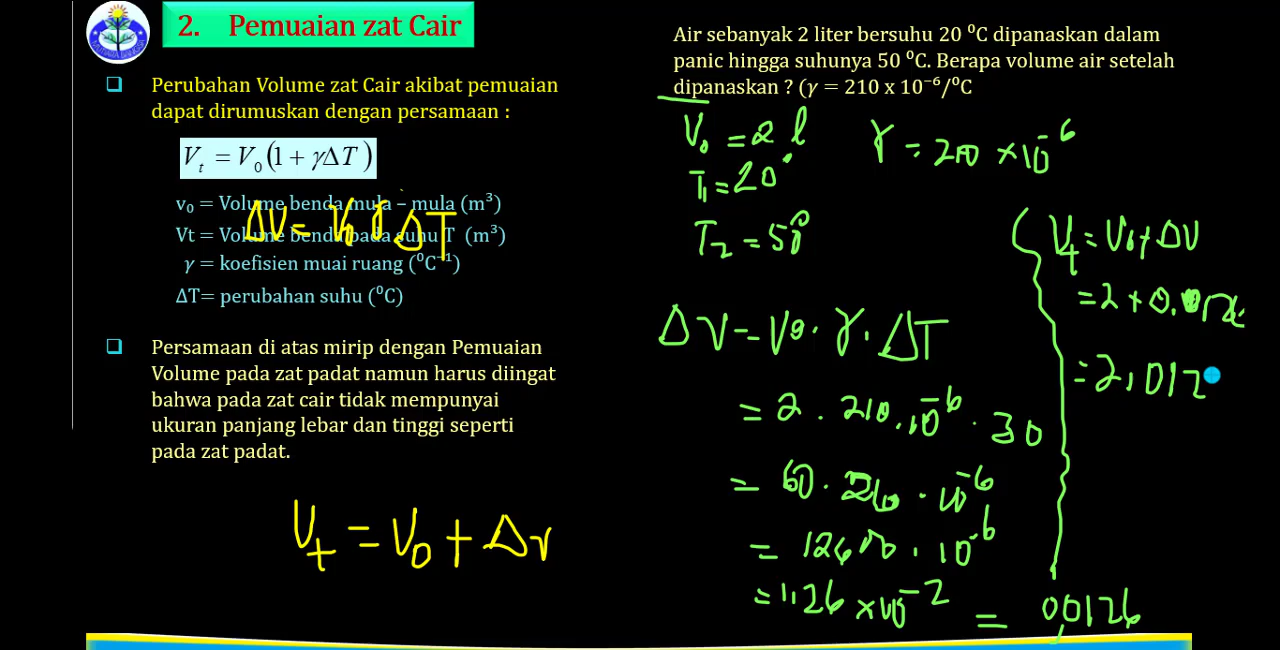 2. Pemuaian zat Cair
Perubahan Volume zat Cair akibat pemuaian
dapat dirumuskan dengan persamaan :
Vₜ = V₀ (1 + γΔT)
v₀ = Volume benda mula – mula (m³)
Vt = Volume benda pada suhu T (m³)
γ = koefisien muai ruang (⁰C⁻¹)
ΔT= perubahan suhu (⁰C)
ΔV = V₀ γ ΔT
Persamaan di atas mirip dengan Pemuaian
Volume pada zat padat namun harus diingat
bahwa pada zat cair tidak mempunyai
ukuran panjang lebar dan tinggi seperti
pada zat padat.
Vₜ = V₀ + ΔV
Air sebanyak 2 liter bersuhu 20 ⁰C dipanaskan dalam
panic hingga suhunya 50 ⁰C. Berapa volume air setelah
dipanaskan ? (γ = 210 x 10⁻⁶/⁰C
V₀ = 2 l
γ = 210 × 10⁻⁶
T₁ = 20°
T₂ = 50°
ΔV = V₀ . γ . ΔT
= 2 . 210 . 10⁻⁶ . 30
= 60 . 210 . 10⁻⁶
= 12600 . 10⁻⁶
= 1,26 × 10⁻² = 0,0126
Vₜ = V₀ + ΔV
= 2 + 0.0126
= 2,012